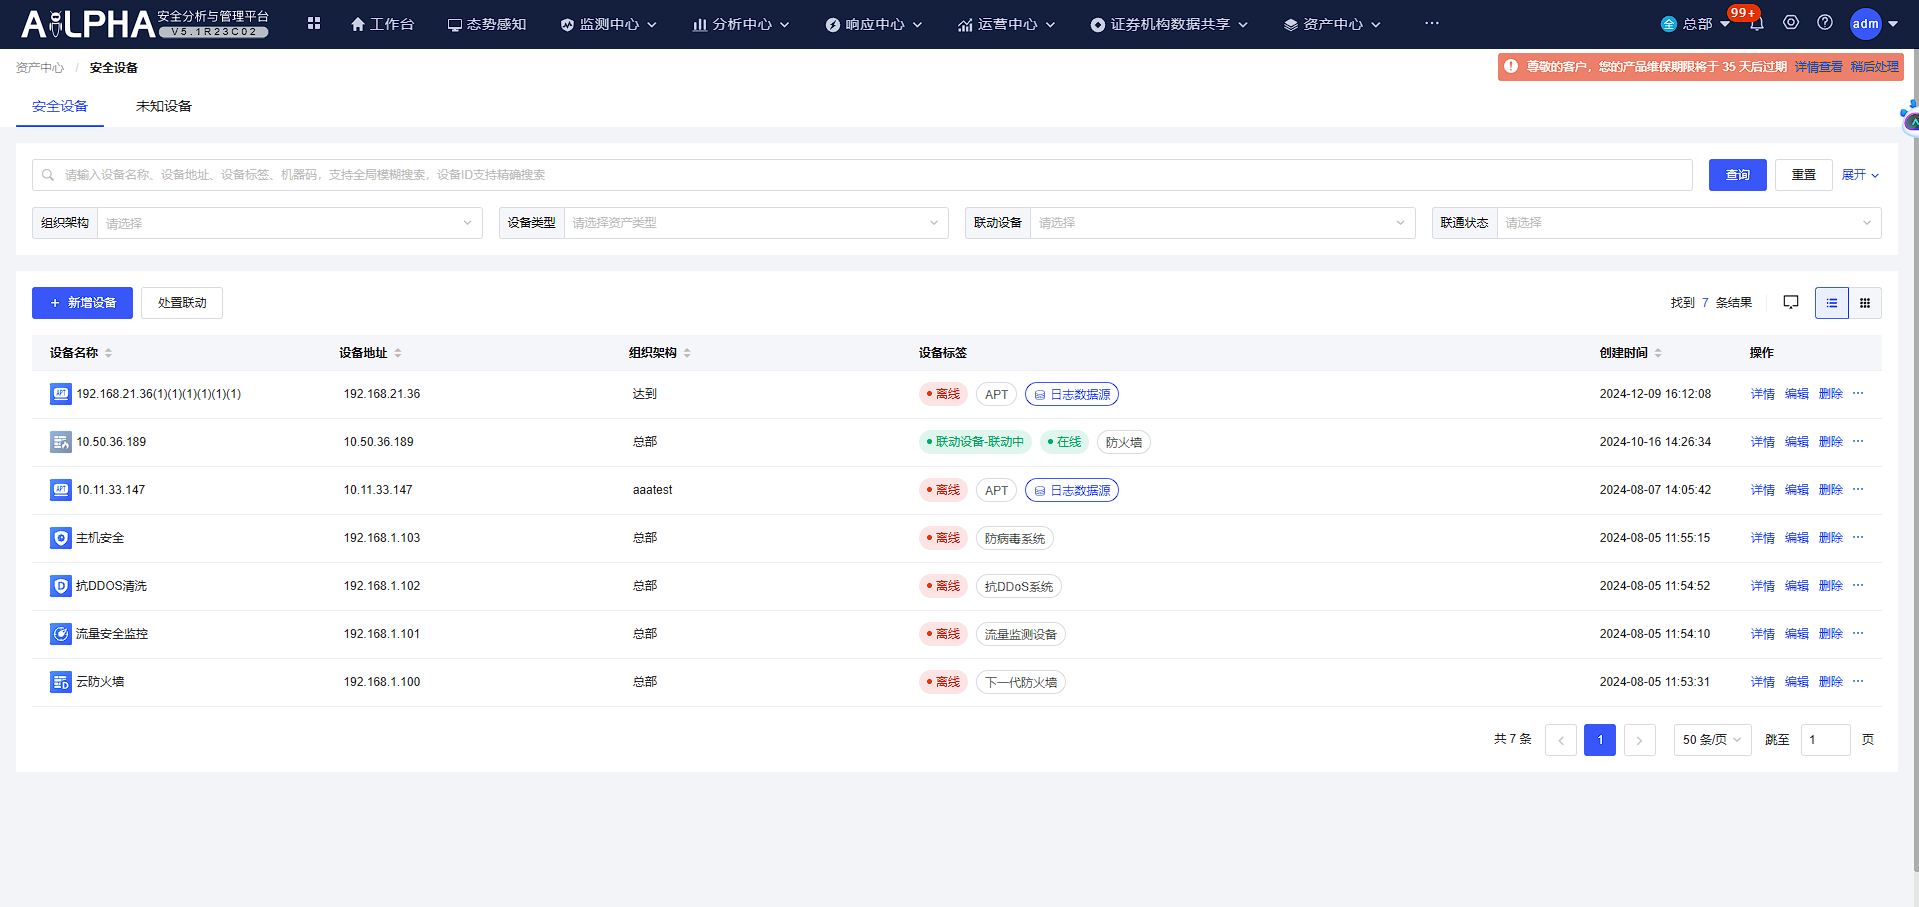 AiLPHA 安全分析与管理平台 V5.1R23C02
工作台 态势感知 监测中心 分析中心 响应中心 运营中心 证券机构数据共享 资产中心 ···
全 总部 99+ adm
资产中心 / 安全设备
尊敬的客户，您的产品维保期限将于 35 天后过期 详情查看 稍后处理
安全设备 未知设备
请输入设备名称、设备地址、设备标签、机器码，支持全局模糊搜索，设备ID支持精确搜索
查询 重置 展开
组织架构 请选择 设备类型 请选择资产类型 联动设备 请选择 联通状态 请选择
+ 新增设备 处置联动 找到 7 条结果
设备名称 设备地址 组织架构 设备标签 创建时间 操作
APT 192.168.21.36(1)(1)(1)(1)(1)(1) 192.168.21.36 达到 离线 APT 日志数据源 2024-12-09 16:12:08 详情 编辑 删除 ···
10.50.36.189 10.50.36.189 总部 联动设备-联动中 在线 防火墙 2024-10-16 14:26:34 详情 编辑 删除 ···
APT 10.11.33.147 10.11.33.147 aaatest 离线 APT 日志数据源 2024-08-07 14:05:42 详情 编辑 删除 ···
主机安全 192.168.1.103 总部 离线 防病毒系统 2024-08-05 11:55:15 详情 编辑 删除 ···
D 抗DDOS清洗 192.168.1.102 总部 离线 抗DDoS系统 2024-08-05 11:54:52 详情 编辑 删除 ···
流量安全监控 192.168.1.101 总部 离线 流量监测设备 2024-08-05 11:54:10 详情 编辑 删除 ···
云防火墙 192.168.1.100 总部 离线 下一代防火墙 2024-08-05 11:53:31 详情 编辑 删除 ···
共 7 条 < 1 > 50 条/页 跳至 1 页